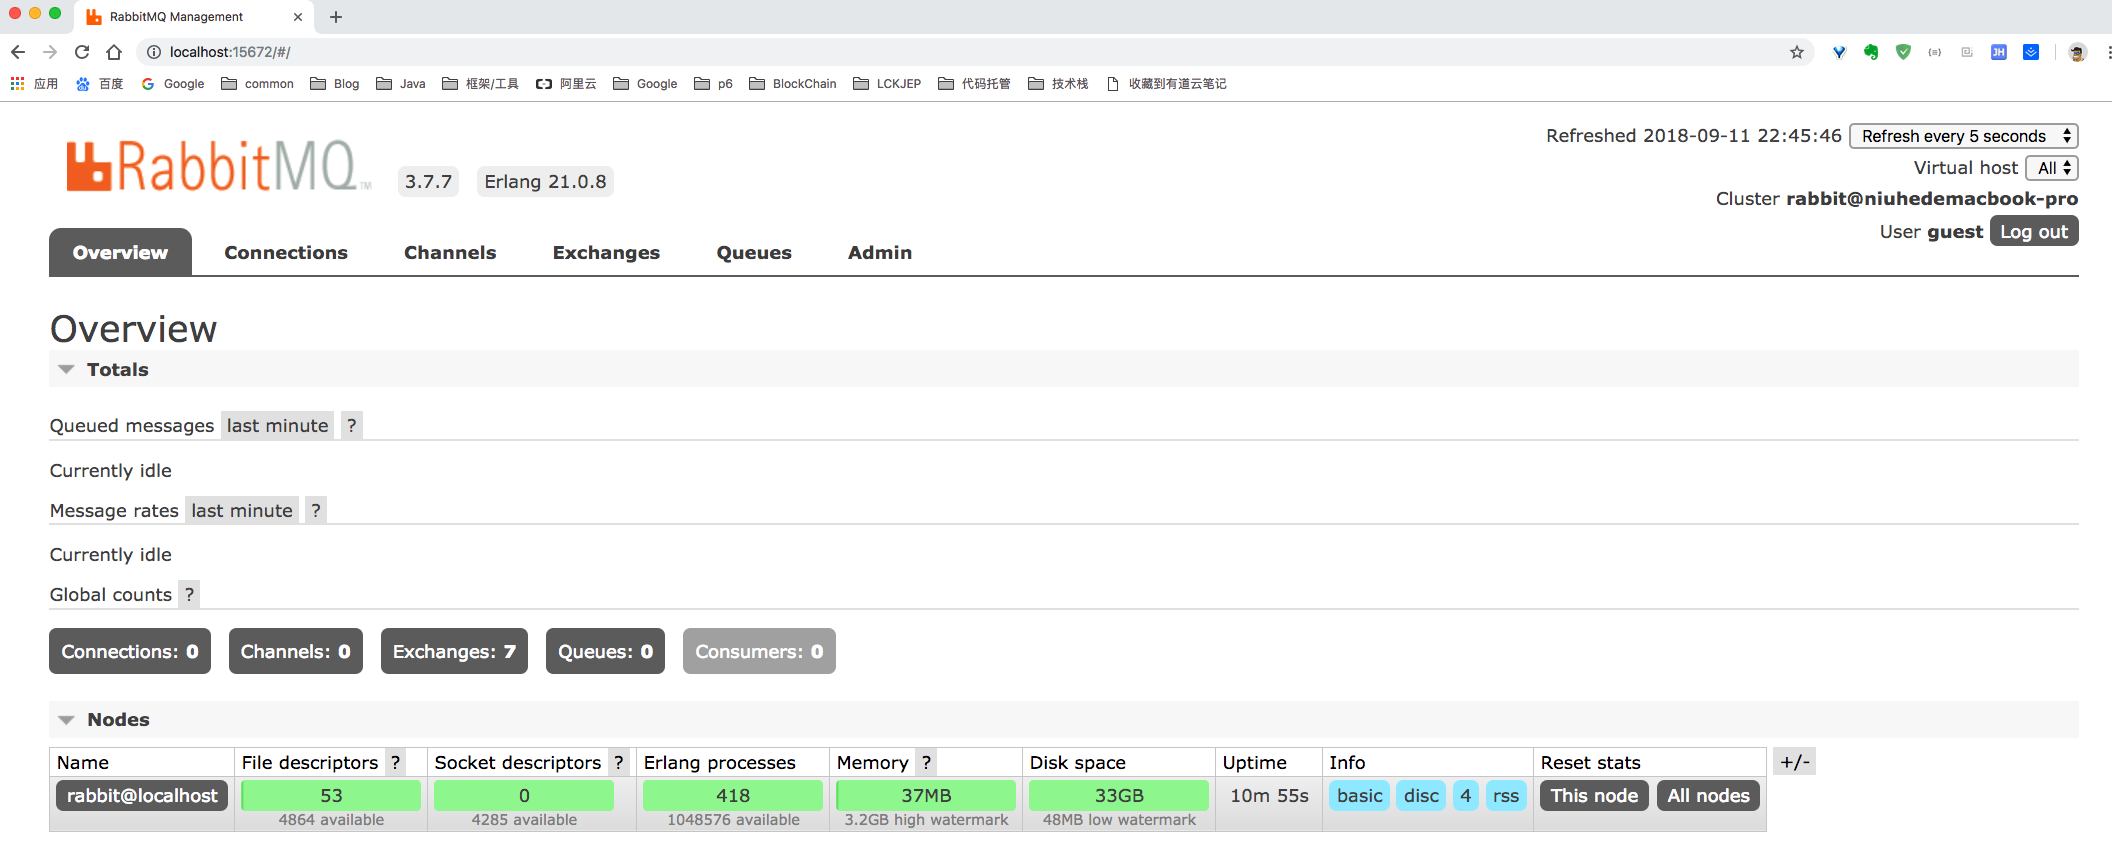 RabbitMQ Management
localhost:15672/#/
应用 百度 Google common Blog Java 框架/工具 阿里云 Google p6 BlockChain LCKJEP 代码托管 技术栈 收藏到有道云笔记
Refreshed 2018-09-11 22:45:46 Refresh every 5 seconds
RabbitMQ TM 3.7.7 Erlang 21.0.8
Virtual host All
Cluster rabbit@niuhedemacbook-pro
User guest Log out
Overview Connections Channels Exchanges Queues Admin
Overview
Totals
Queued messages last minute ?
Currently idle
Message rates last minute ?
Currently idle
Global counts ?
Connections: 0 Channels: 0 Exchanges: 7 Queues: 0 Consumers: 0
Nodes
Name File descriptors ? Socket descriptors ? Erlang processes Memory ? Disk space Uptime Info Reset stats +/-
rabbit@localhost 53 0 418 37MB 33GB 10m 55s basic disc 4 rss This node All nodes
4864 available 4285 available 1048576 available 3.2GB high watermark 48MB low watermark